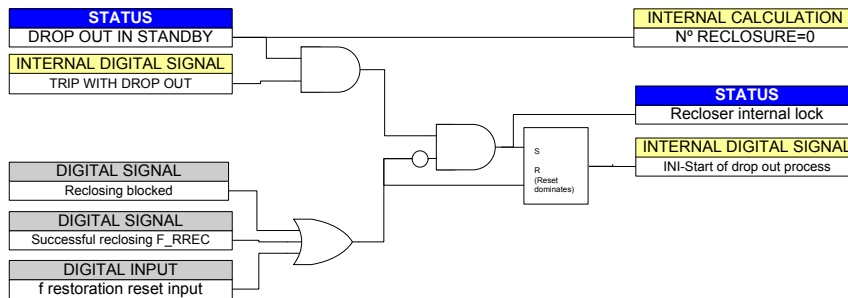 STATUS
DROP OUT IN STANDBY
INTERNAL DIGITAL SIGNAL
TRIP WITH DROP OUT
DIGITAL SIGNAL
Reclosing blocked
DIGITAL SIGNAL
Successful reclosing F_RREC
DIGITAL INPUT
f restoration reset input
S
R
(Reset
dominates)
INTERNAL CALCULATION
Nº RECLOSURE=0
STATUS
Recloser internal lock
INTERNAL DIGITAL SIGNAL
INI-Start of drop out process